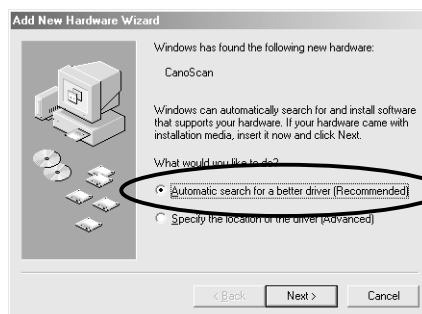 Add New Hardware Wizard
Windows has found the following new hardware:
CanoScan
Windows can automatically search for and install software
that supports your hardware. If your hardware came with
installation media, insert it now and click Next.
What would you like to do?
Automatic search for a better driver (Recommended)
Specify the location of the driver (Advanced)
< Back
Next >
Cancel